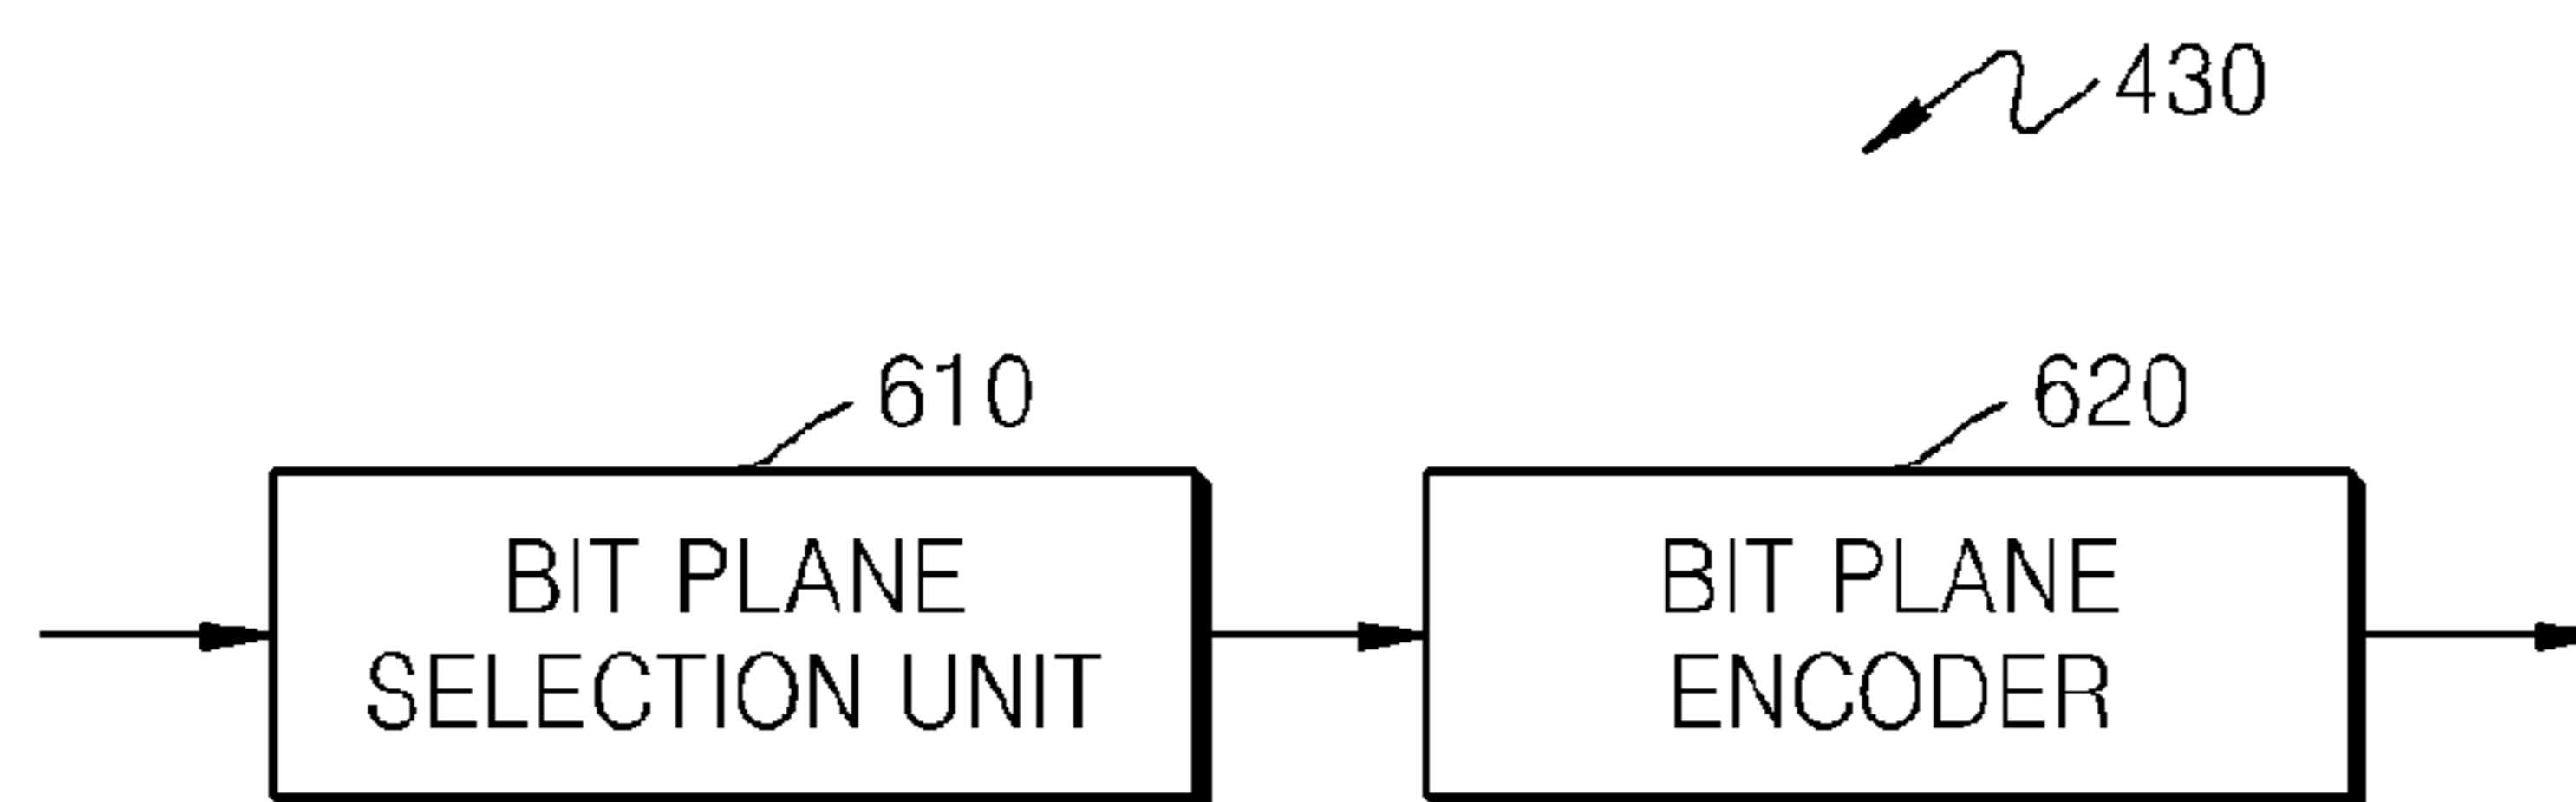 430
610
620
BIT PLANE
SELECTION UNIT
BIT PLANE
ENCODER